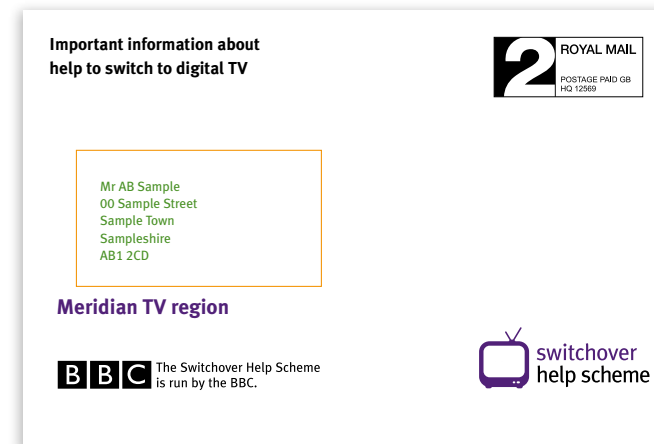 Important information about
help to switch to digital TV
2
ROYAL MAIL
POSTAGE PAID GB
HQ 12569
Mr AB Sample
00 Sample Street
Sample Town
Sampleshire
AB1 2CD
Meridian TV region
BBC
The Switchover Help Scheme
is run by the BBC.
switchover
help scheme